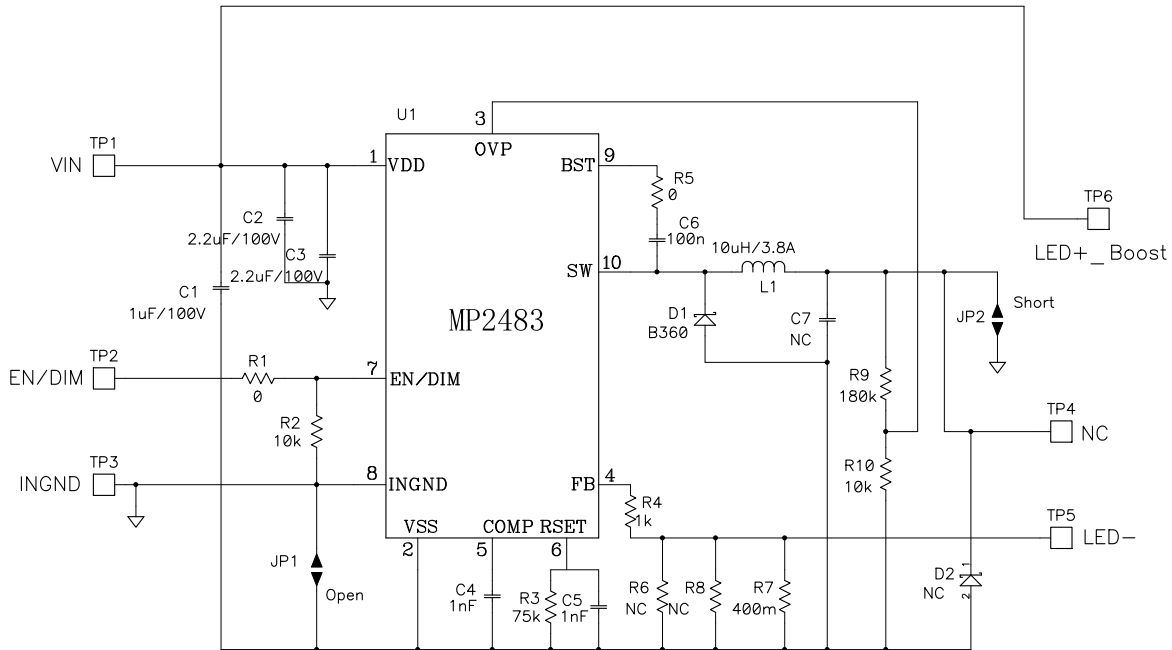 U1
3
TP1
VIN
1
VDD
OVP
BST
9
R5
0
TP6
C2
2.2uF/100V
C6
100n
LED+_Boost
C3
2.2uF/100V
10uH/3.8A
SW
10
L1
C1
1uF/100V
MP2483
D1
B360
C7
NC
Short
JP2
TP2
EN/DIM
R1
0
7
EN/DIM
R9
180k
R2
10k
TP4
NC
TP3
INGND
8
INGND
FB
4
R10
10k
R4
1k
VSS
COMP
RSET
TP5
LED-
2
5
6
JP1
Open
C4
1nF
R3
75k
C5
1nF
R6
NC
R8
NC
R7
400m
D2
NC
1
2